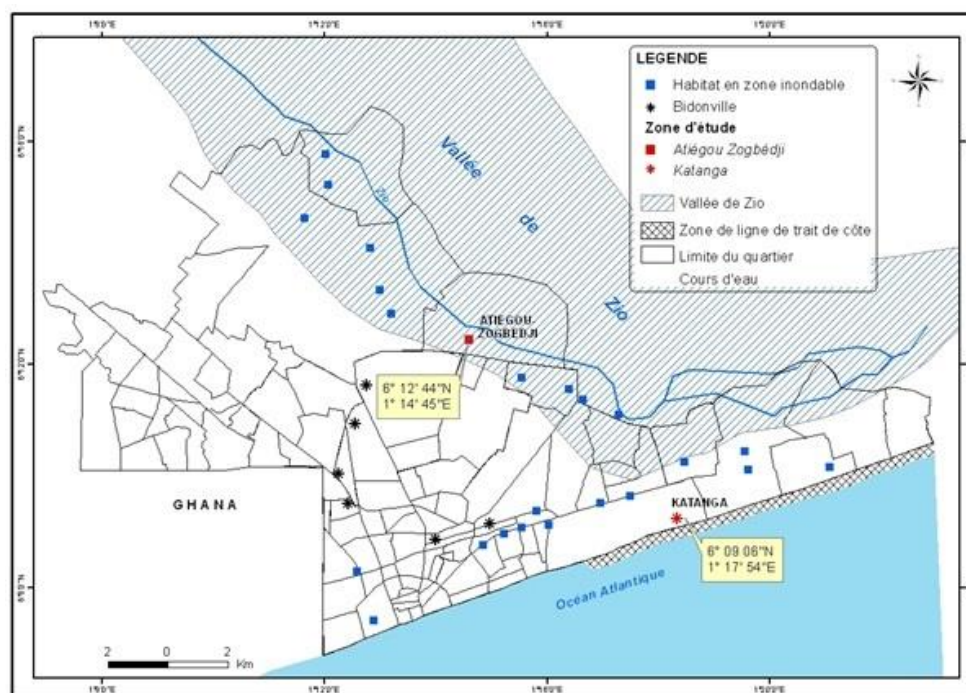 LEGENDE
Habitat en zone inondable
Bidonville
Zone d'étude
Atiégou Zogbédji
Katanga
Vallée de Zio
Zone de ligne de trait de côte
Limite du quartier
Cours d'eau
Vallée
de
Zio
Zio
ATIEGOU-
ZOGBEDJI
6° 12' 44"N
1° 14' 45"E
GHANA
KATANGA
6° 09 06"N
1° 17' 54"E
Océan Atlantique
2 0 2
Km